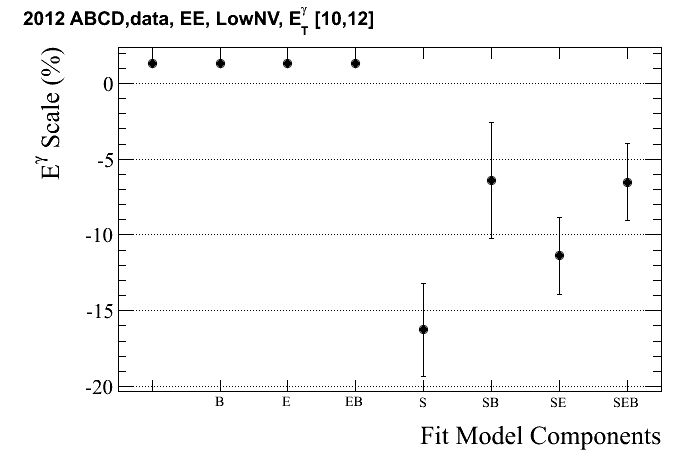 2012 ABCD,data, EE, LowNV, E_T^γ [10,12]
E^γ Scale (%)
0
-5
-10
-15
-20
B E EB S SB SE SEB
Fit Model Components